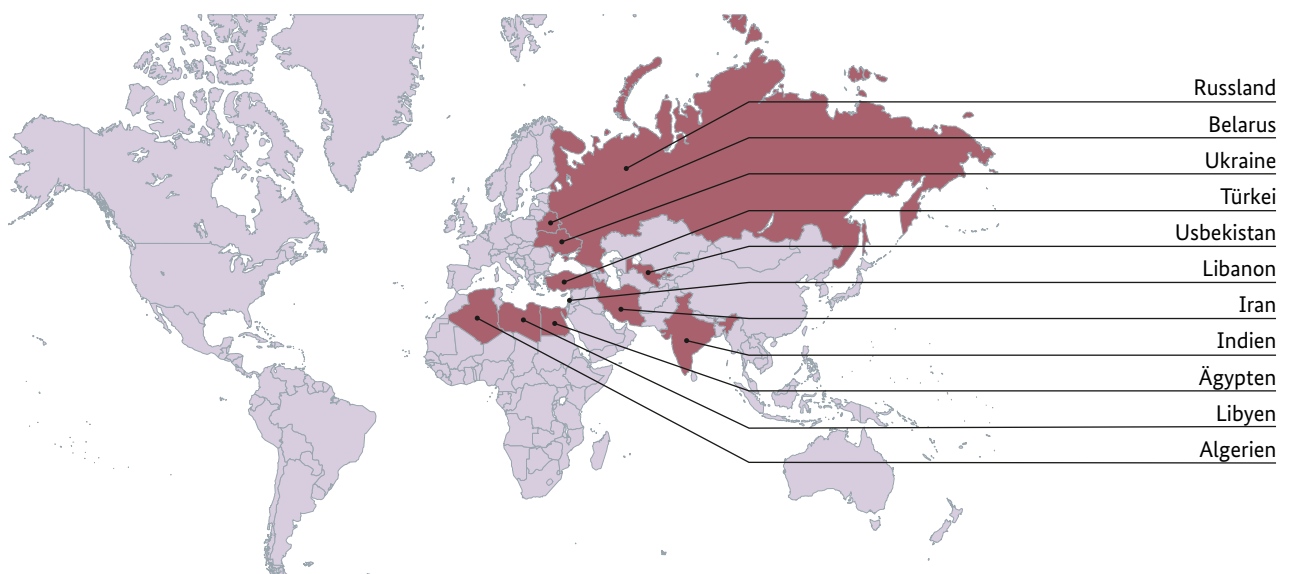 Russland
Belarus
Ukraine
Türkei
Usbekistan
Libanon
Iran
Indien
Ägypten
Libyen
Algerien